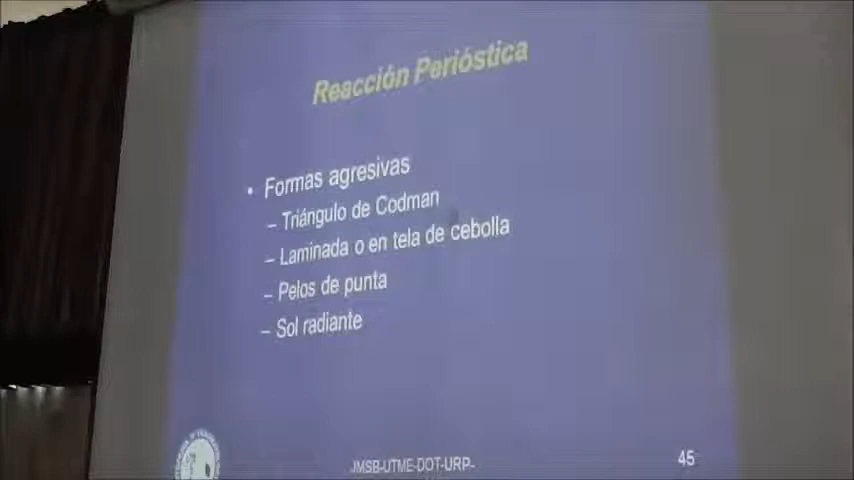 Reacción Perióstica
• Formas agresivas
– Triángulo de Codman
– Laminada o en tela de cebolla
– Pelos de punta
– Sol radiante
JMSB-UTME-DOT-URP-
45